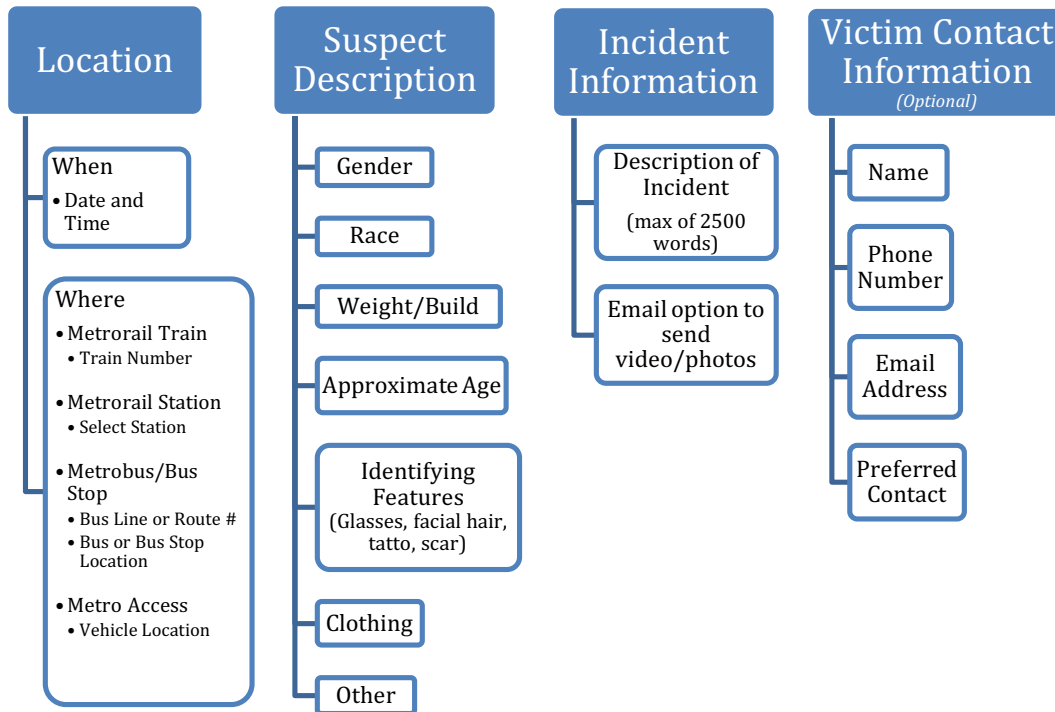 Location
When
• Date and
Time
Where
• Metrorail Train
• Train Number
• Metrorail Station
• Select Station
• Metrobus/Bus
Stop
• Bus Line or Route #
• Bus or Bus Stop
Location
• Metro Access
• Vehicle Location
Suspect
Description
Gender
Race
Weight/Build
Approximate Age
Identifying
Features
(Glasses, facial hair,
tatto, scar)
Clothing
Other
Incident
Information
Description of
Incident
(max of 2500
words)
Email option to
send
video/photos
Victim Contact
Information
(Optional)
Name
Phone
Number
Email
Address
Preferred
Contact